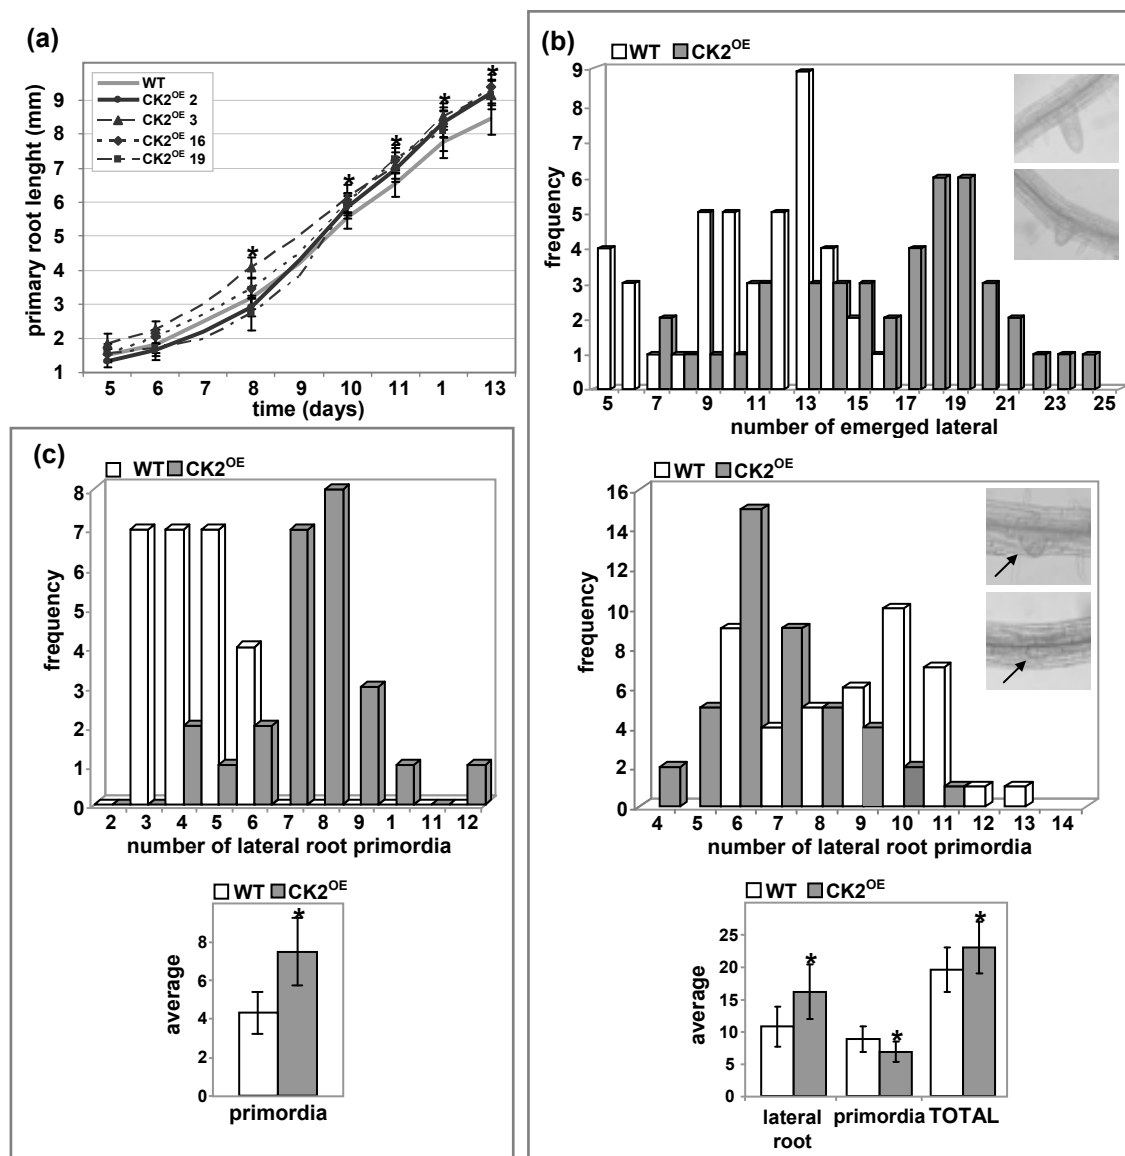 (a)
WT
CK2OE 2
CK2OE 3
CK2OE 16
CK2OE 19
primary root lenght (mm)
9
8
7
6
5
4
3
2
1
* * * * *
5 6 7 8 9 10 11 1 13
time (days)
(b)
WT CK2OE
frequency
9
8
7
6
5
4
3
2
1
0
5 7 9 11 13 15 17 19 21 23 25
number of emerged lateral
(c)
WT CK2OE
frequency
8
7
6
5
4
3
2
1
0
2 3 4 5 6 7 8 9 1 11 12
number of lateral root primordia
WT CK2OE
average
8
6
4
2
0
*
primordia
WT CK2OE
frequency
16
14
12
10
8
6
4
2
0
4 5 6 7 8 9 10 11 12 13 14
number of lateral root primordia
WT CK2OE
average
25
20
15
10
5
0
* * *
lateral root primordia TOTAL